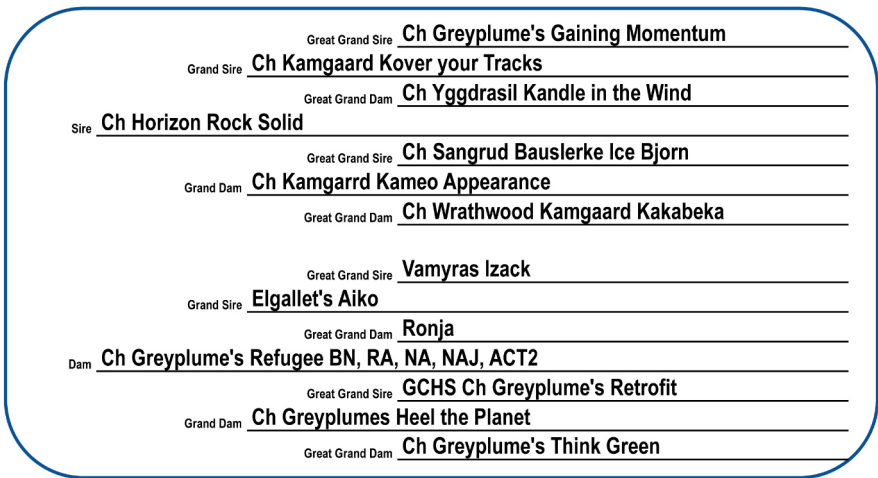 Great Grand Sire Ch Greyplume's Gaining Momentum
Grand Sire Ch Kamgaard Kover your Tracks
Great Grand Dam Ch Yggdrasil Kandle in the Wind
Sire Ch Horizon Rock Solid
Great Grand Sire Ch Sangrud Bauslerke Ice Bjorn
Grand Dam Ch Kamgarrd Kameo Appearance
Great Grand Dam Ch Wrathwood Kamgaard Kakabeka
Great Grand Sire Vamyras Izack
Grand Sire Elgallet's Aiko
Great Grand Dam Ronja
Dam Ch Greyplume's Refugee BN, RA, NA, NAJ, ACT2
Great Grand Sire GCHS Ch Greyplume's Retrofit
Grand Dam Ch Greyplumes Heel the Planet
Great Grand Dam Ch Greyplume's Think Green